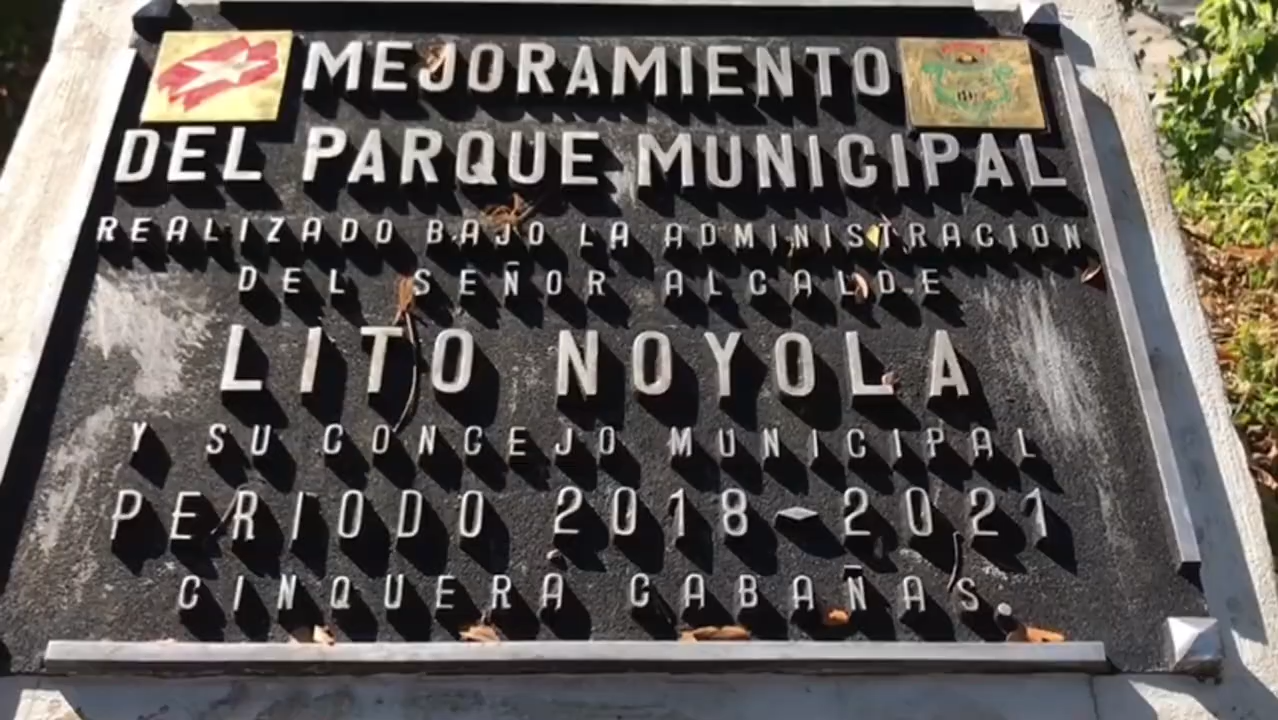 MEJORAMIENTO
DEL PARQUE MUNICIPAL
REALIZADO BAJO LA ADMINISTRACION
DEL SEÑOR ALCALDE
LITO NOYOLA
Y SU CONCEJO MUNICIPAL
PERIODO 2018-2021
CINQUERA CABAÑAS.